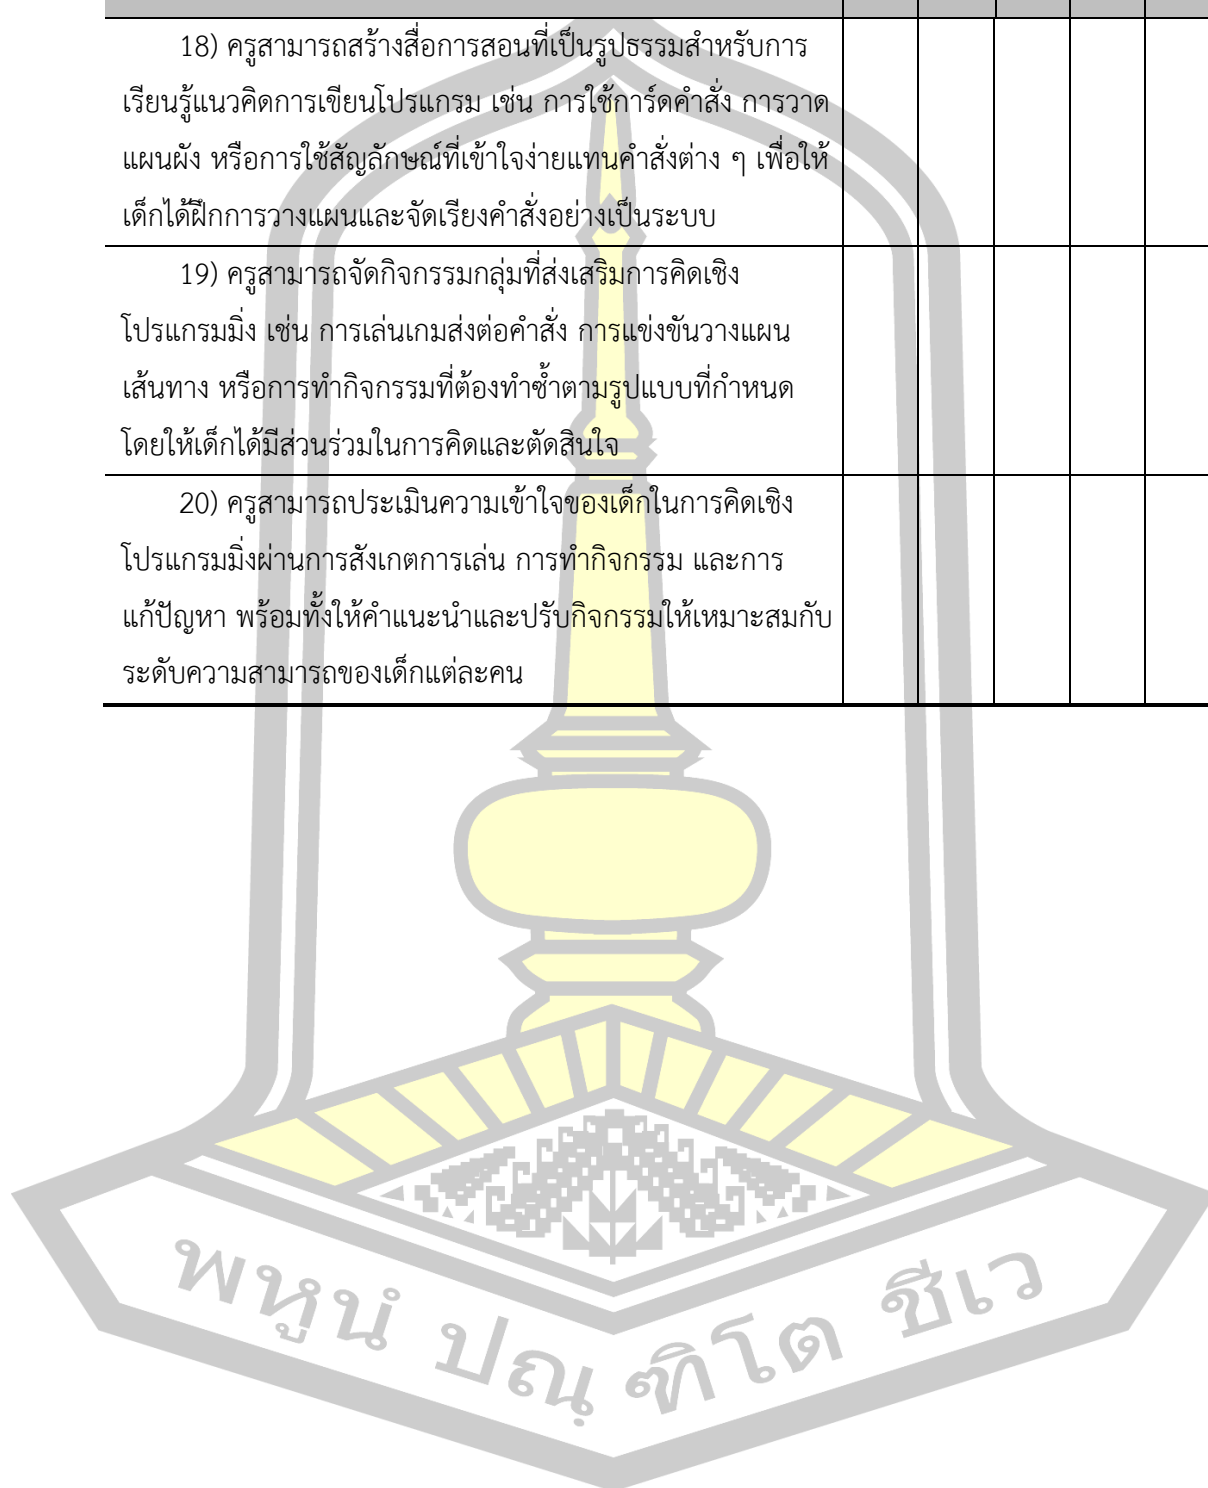 18) ครูสามารถสร้างสื่อการสอนที่เป็นรูปธรรมสำหรับการ
เรียนรู้แนวคิดการเขียนโปรแกรม เช่น การใช้การ์ดคำสั่ง การวาด
แผนผัง หรือการใช้สัญลักษณ์ที่เข้าใจง่ายแทนคำสั่งต่าง ๆ เพื่อให้
เด็กได้ฝึกการวางแผนและจัดเรียงคำสั่งอย่างเป็นระบบ
19) ครูสามารถจัดกิจกรรมกลุ่มที่ส่งเสริมการคิดเชิง
โปรแกรมมิ่ง เช่น การเล่นเกมส่งต่อคำสั่ง การแข่งขันวางแผน
เส้นทาง หรือการทำกิจกรรมที่ต้องทำซ้ำตามรูปแบบที่กำหนด
โดยให้เด็กได้มีส่วนร่วมในการคิดและตัดสินใจ
20) ครูสามารถประเมินความเข้าใจของเด็กในการคิดเชิง
โปรแกรมมิ่งผ่านการสังเกตการเล่น การทำกิจกรรม และการ
แก้ปัญหา พร้อมทั้งให้คำแนะนำและปรับกิจกรรมให้เหมาะสมกับ
ระดับความสามารถของเด็กแต่ละคน
พหูนํ ปณฺฑิโต ชีเว